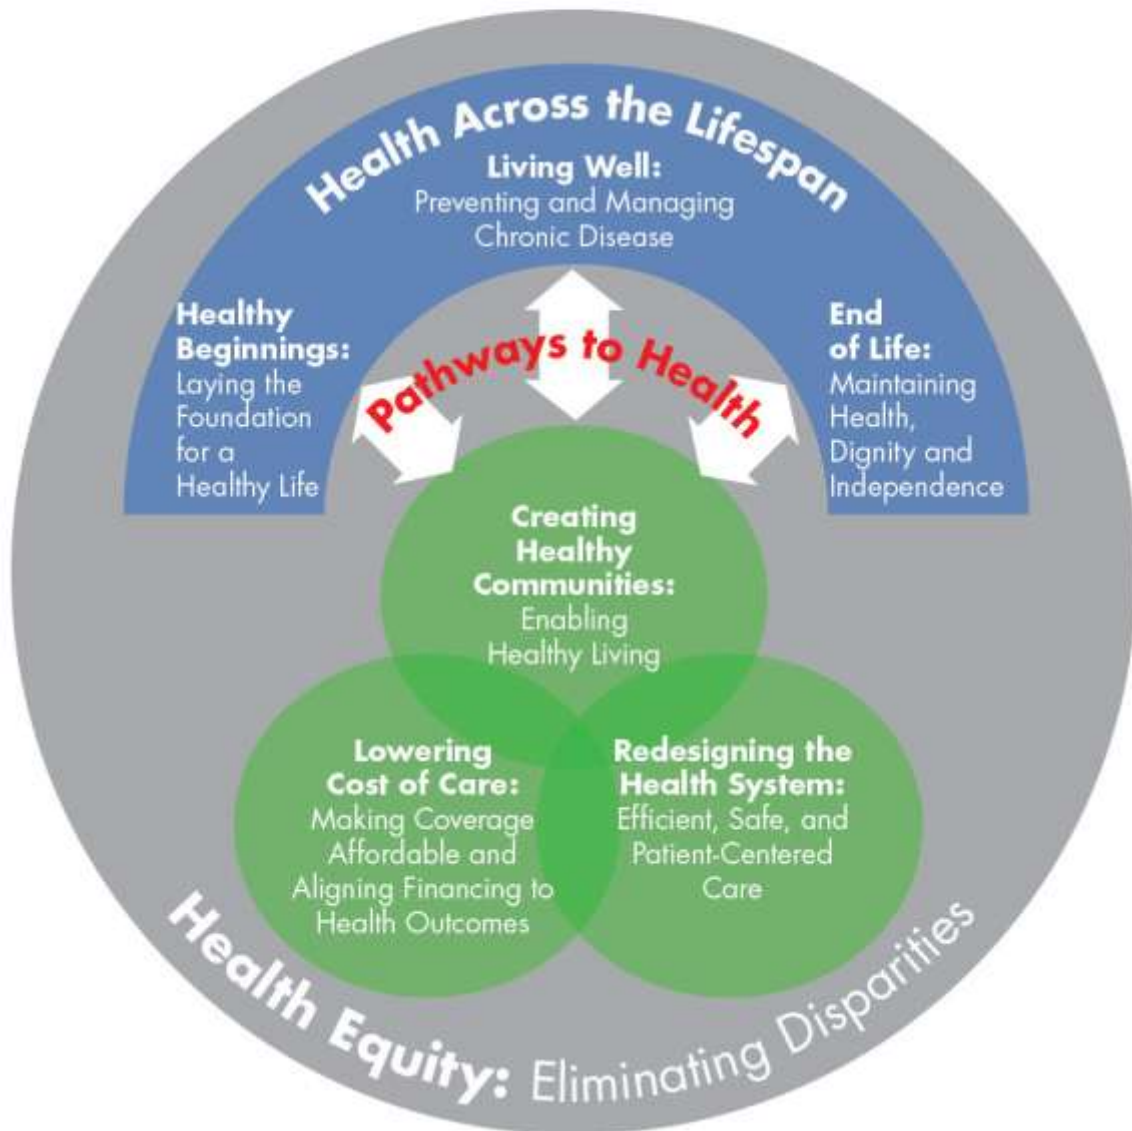 Health Across the Lifespan
Living Well:
Preventing and Managing
Chronic Disease
Healthy
Beginnings:
Laying the
Foundation
for a
Healthy Life
End
of Life:
Maintaining
Health,
Dignity and
Independence
Pathways to Health
Creating
Healthy
Communities:
Enabling
Healthy Living
Lowering
Cost of Care:
Making Coverage
Affordable and
Aligning Financing to
Health Outcomes
Redesigning the
Health System:
Efficient, Safe, and
Patient-Centered
Care
Health Equity: Eliminating Disparities